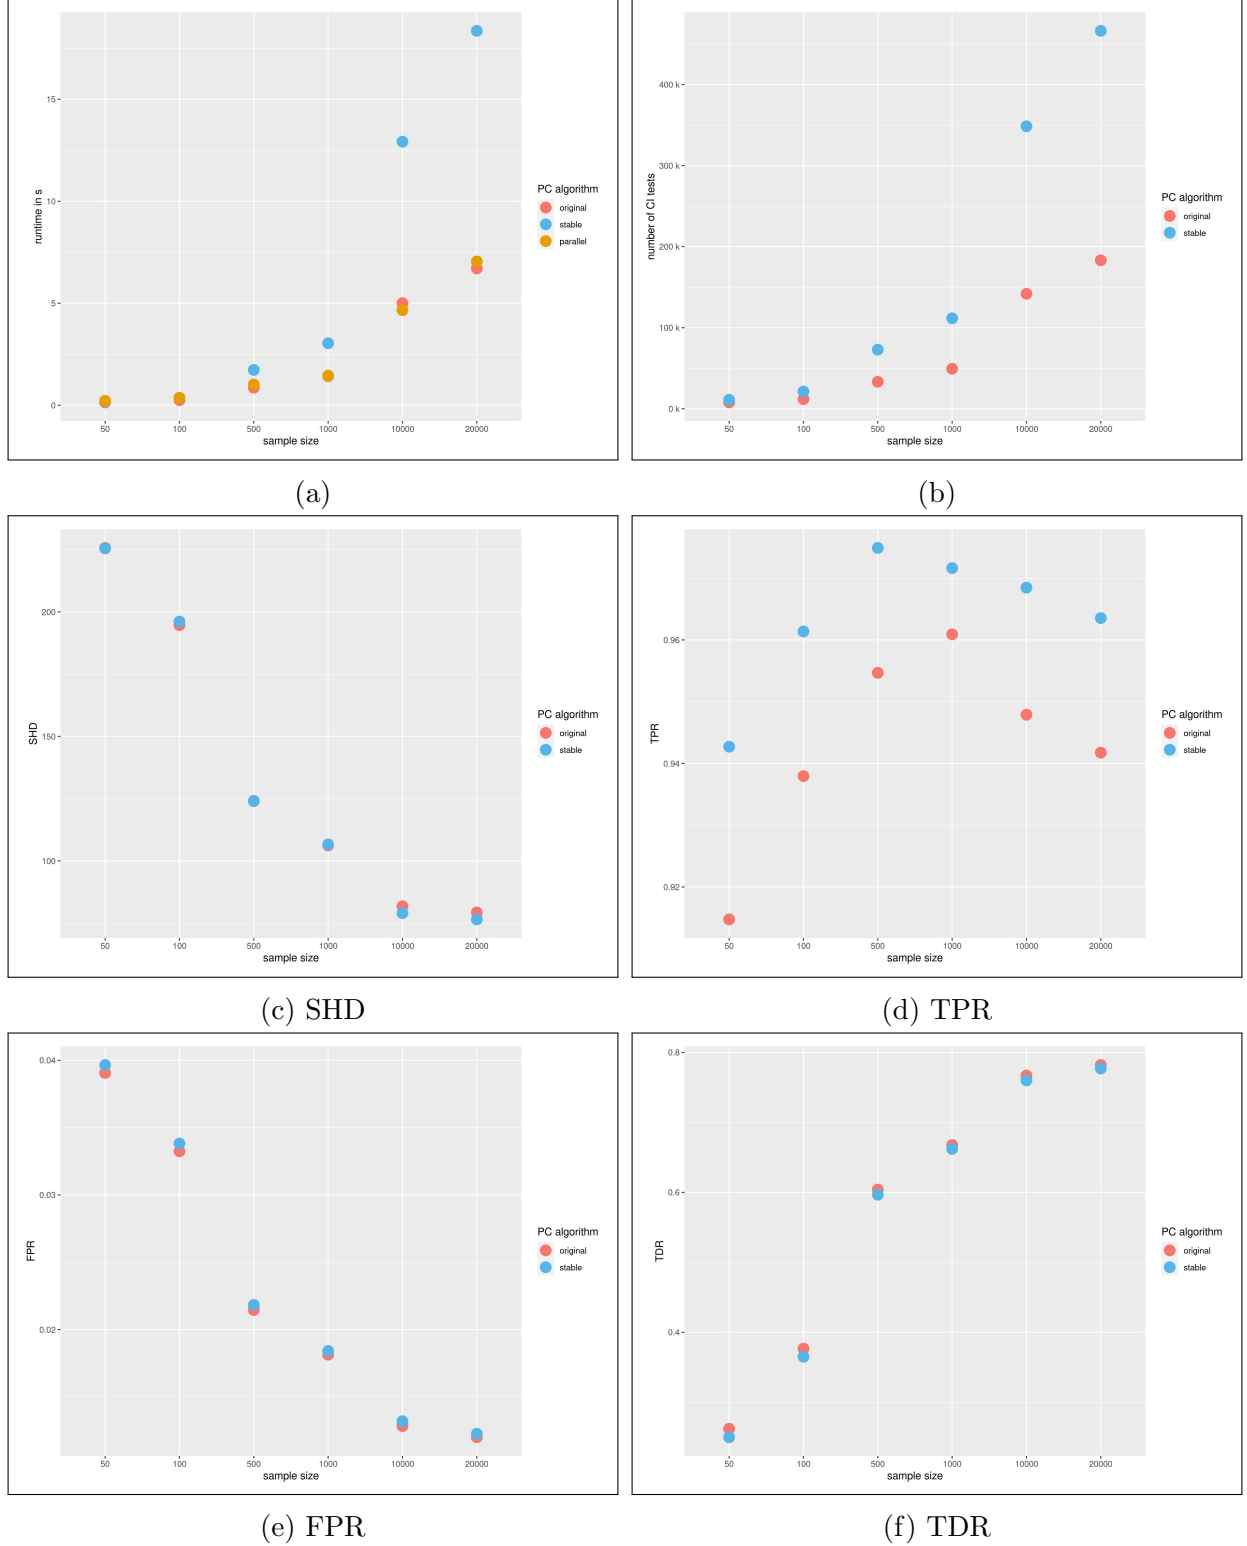 15
10
5
0
runtime in s
50 100 500 1000 10000 20000
sample size
PC algorithm
original
stable
parallel
(a)
400 k
300 k
200 k
100 k
0 k
number of CI tests
50 100 500 1000 10000 20000
sample size
PC algorithm
original
stable
(b)
200
150
100
SHD
50 100 500 1000 10000 20000
sample size
PC algorithm
original
stable
(c) SHD
0.96
0.94
0.92
TPR
50 100 500 1000 10000 20000
sample size
PC algorithm
original
stable
(d) TPR
0.04
0.03
0.02
FPR
50 100 500 1000 10000 20000
sample size
PC algorithm
original
stable
(e) FPR
0.8
0.6
0.4
TDR
50 100 500 1000 10000 20000
sample size
PC algorithm
original
stable
(f) TDR